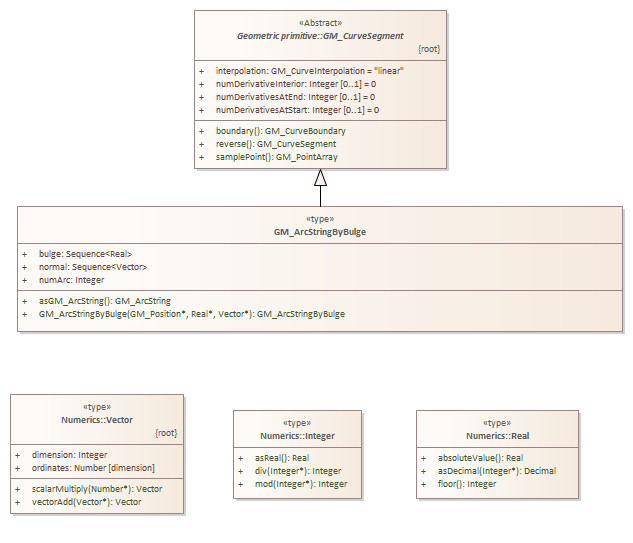 «Abstract»
Geometric primitive::GM_CurveSegment
{root}
+ interpolation: GM_CurveInterpolation = "linear"
+ numDerivativeInterior: Integer [0..1] = 0
+ numDerivativesAtEnd: Integer [0..1] = 0
+ numDerivativesAtStart: Integer [0..1] = 0
+ boundary(): GM_CurveBoundary
+ reverse(): GM_CurveSegment
+ samplePoint(): GM_PointArray
«type»
GM_ArcStringByBulge
+ bulge: Sequence<Real>
+ normal: Sequence<Vector>
+ numArc: Integer
+ asGM_ArcString(): GM_ArcString
+ GM_ArcStringByBulge(GM_Position*, Real*, Vector*): GM_ArcStringByBulge
«type»
Numerics::Vector
{root}
+ dimension: Integer
+ ordinates: Number [dimension]
+ scalarMultiply(Number*): Vector
+ vectorAdd(Vector*): Vector
«type»
Numerics::Integer
+ asReal(): Real
+ div(Integer*): Integer
+ mod(Integer*): Integer
«type»
Numerics::Real
+ absoluteValue(): Real
+ asDecimal(Integer*): Decimal
+ floor(): Integer